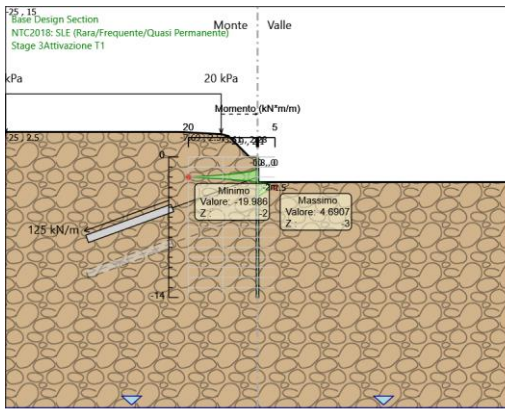 -25 , 15
Base Design Section
NTC2018: SLE (Rara/Frequente/Quasi Permanente)
Stage 3Attivazione T1
Monte
Valle
kPa
20 kPa
Momento (kN*m/m)
20
5
-25 , 2.5
0
Minimo
Valore: -19.986
Z : -2
Massimo
Valore: 4.6907
Z : -3
125 kN/m
-14